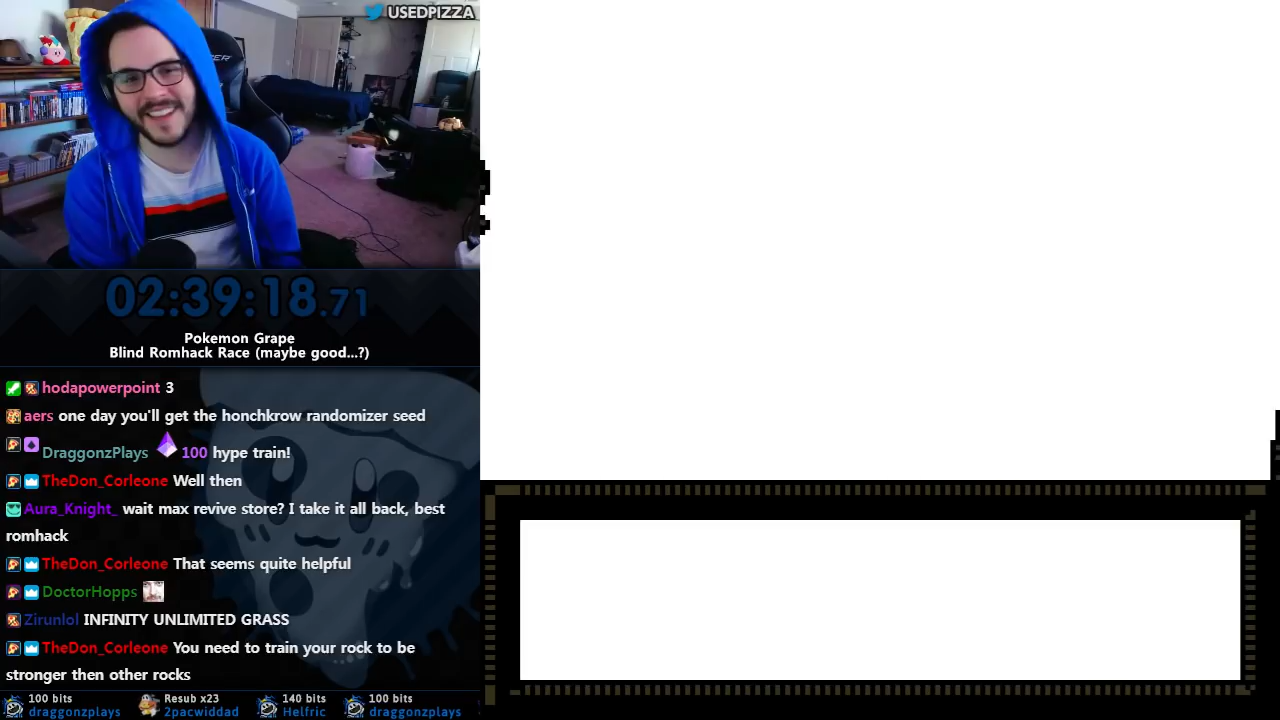 USEDPIZZA
02:39:18.71
Pokemon Grape
Blind Romhack Race (maybe good...?)
hodapowerpoint 3
aers one day you'll get the honchkrow randomizer seed
DraggonzPlays 100 hype train!
TheDon_Corleone Well then
Aura_Knight_ wait max revive store? I take it all back, best
romhack
TheDon_Corleone That seems quite helpful
DoctorHopps
Zirunlol INFINITY UNLIMITED GRASS
TheDon_Corleone You need to train your rock to be
stronger then other rocks
100 bits
draggonzplays
Resub x23
2pacwiddad
140 bits
Helfric
100 bits
draggonzplays